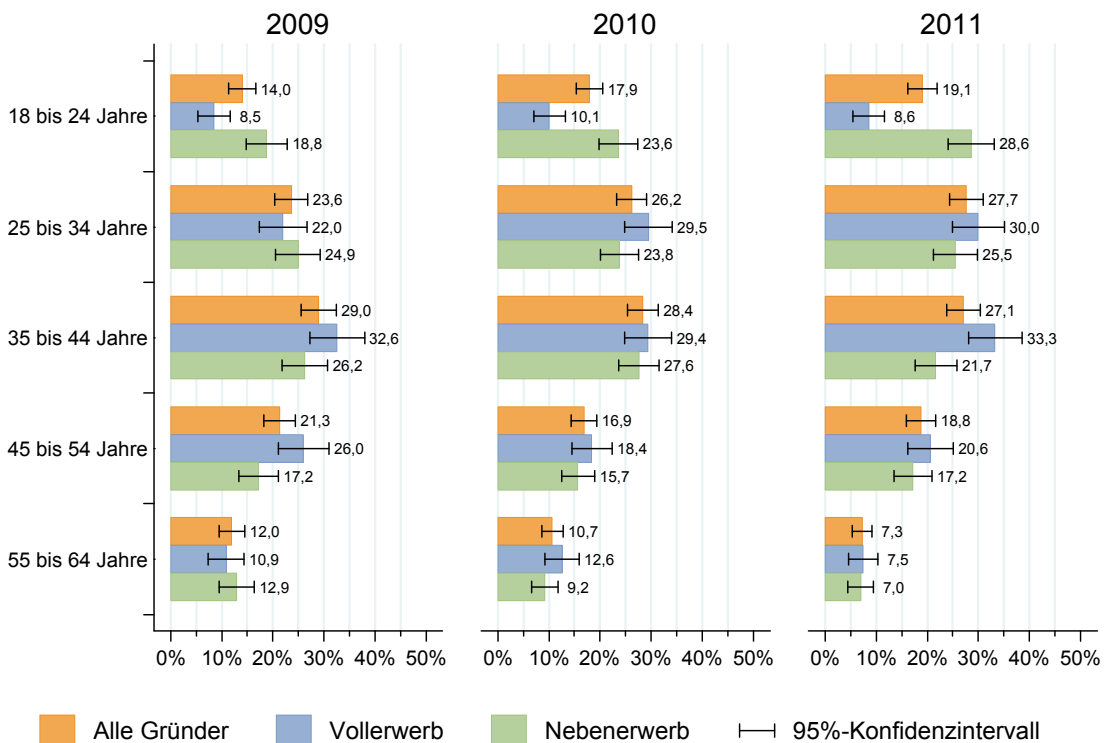 2009 2010 2011
14,0 17,9 19,1
18 bis 24 Jahre 8,5 10,1 8,6
18,8 23,6 28,6
23,6 26,2 27,7
25 bis 34 Jahre 22,0 29,5 30,0
24,9 23,8 25,5
29,0 28,4 27,1
35 bis 44 Jahre 32,6 29,4 33,3
26,2 27,6 21,7
21,3 16,9 18,8
45 bis 54 Jahre 26,0 18,4 20,6
17,2 15,7 17,2
12,0 10,7 7,3
55 bis 64 Jahre 10,9 12,6 7,5
12,9 9,2 7,0
0% 10% 20% 30% 40% 50% 0% 10% 20% 30% 40% 50% 0% 10% 20% 30% 40% 50%
Alle Gründer Vollerwerb Nebenerwerb 95%-Konfidenzintervall